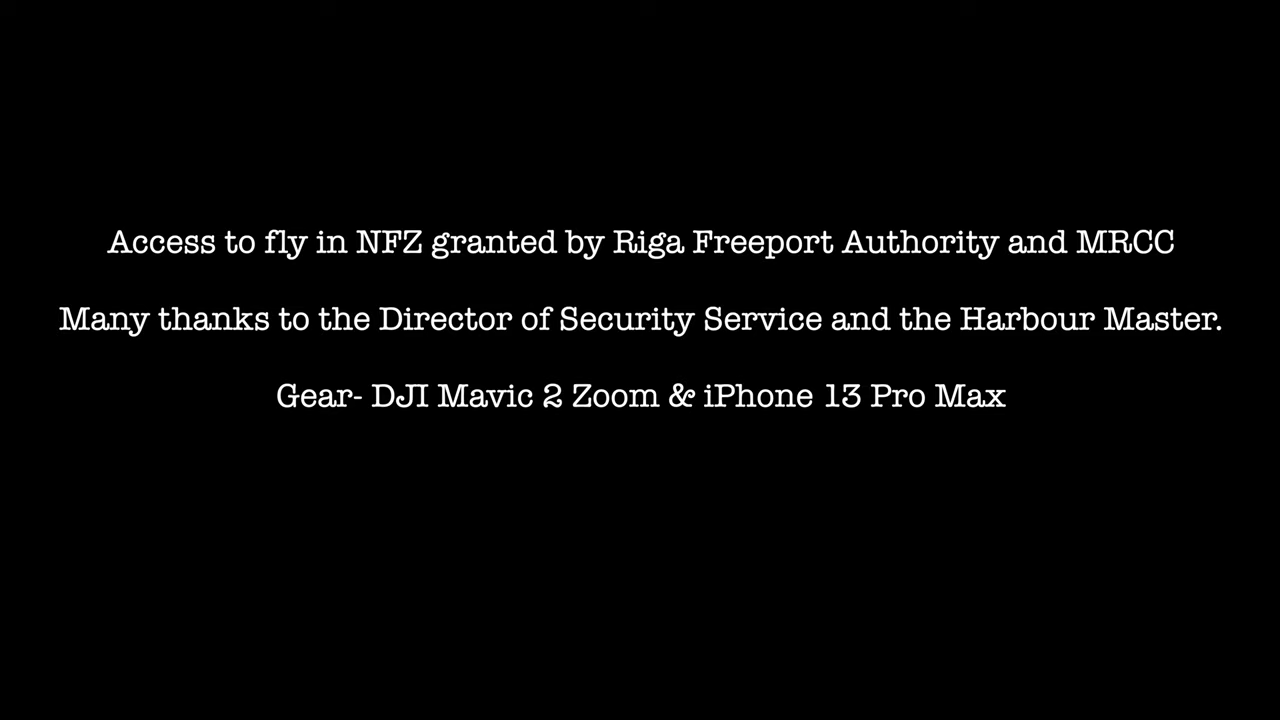 Access to fly in NFZ granted by Riga Freeport Authority and MRCC
Many thanks to the Director of Security Service and the Harbour Master.
Gear- DJI Mavic 2 Zoom & iPhone 13 Pro Max